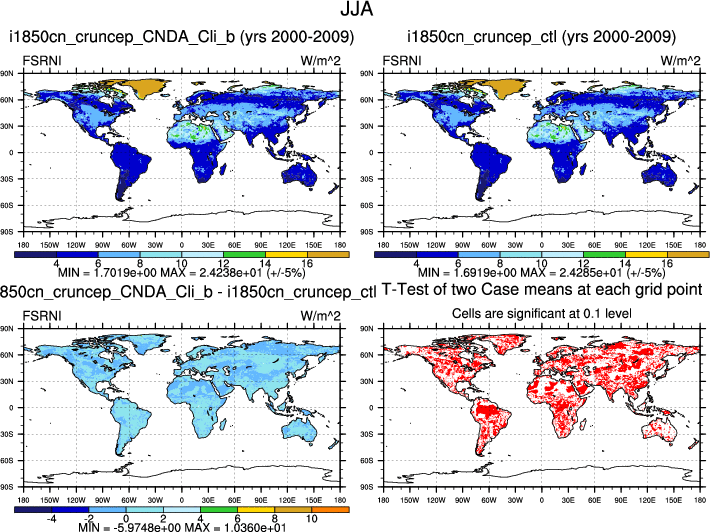 JJA
i1850cn_cruncep_CNDA_Cli_b (yrs 2000-2009)
FSRNI W/m^2
90N
60N
30N
0
30S
60S
90S
180 150W 120W 90W 60W 30W 0 30E 60E 90E 120E 150E 180
4 6 8 10 12 13 14 16
MIN = 1.7019e+00 MAX = 2.4238e+01 (+/-5%)
i1850cn_cruncep_ctl (yrs 2000-2009)
FSRNI W/m^2
90N
60N
30N
0
30S
60S
90S
180 150W 120W 90W 60W 30W 0 30E 60E 90E 120E 150E 180
4 6 8 10 12 13 14 16
MIN = 1.6919e+00 MAX = 2.4285e+01 (+/-5%)
850cn_cruncep_CNDA_Cli_b - i1850cn_cruncep_ctl
FSRNI W/m^2
90N
60N
30N
0
30S
60S
90S
180 150W 120W 90W 60W 30W 0 30E 60E 90E 120E 150E 180
-4 -2 0 2 4 6 8 10
MIN = -5.9748e+00 MAX = 1.0360e+01
T-Test of two Case means at each grid point
Cells are significant at 0.1 level
90N
60N
30N
0
30S
60S
90S
180 150W 120W 90W 60W 30W 0 30E 60E 90E 120E 150E 180